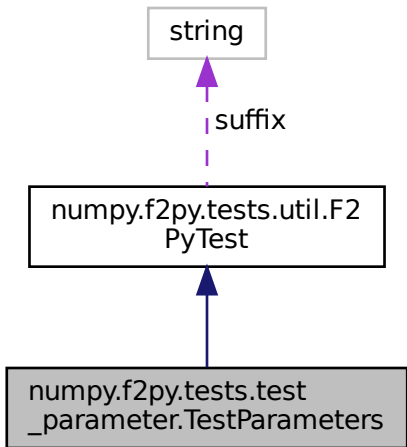 string
suffix
numpy.f2py.tests.util.F2
PyTest
numpy.f2py.tests.test
_parameter.TestParameters